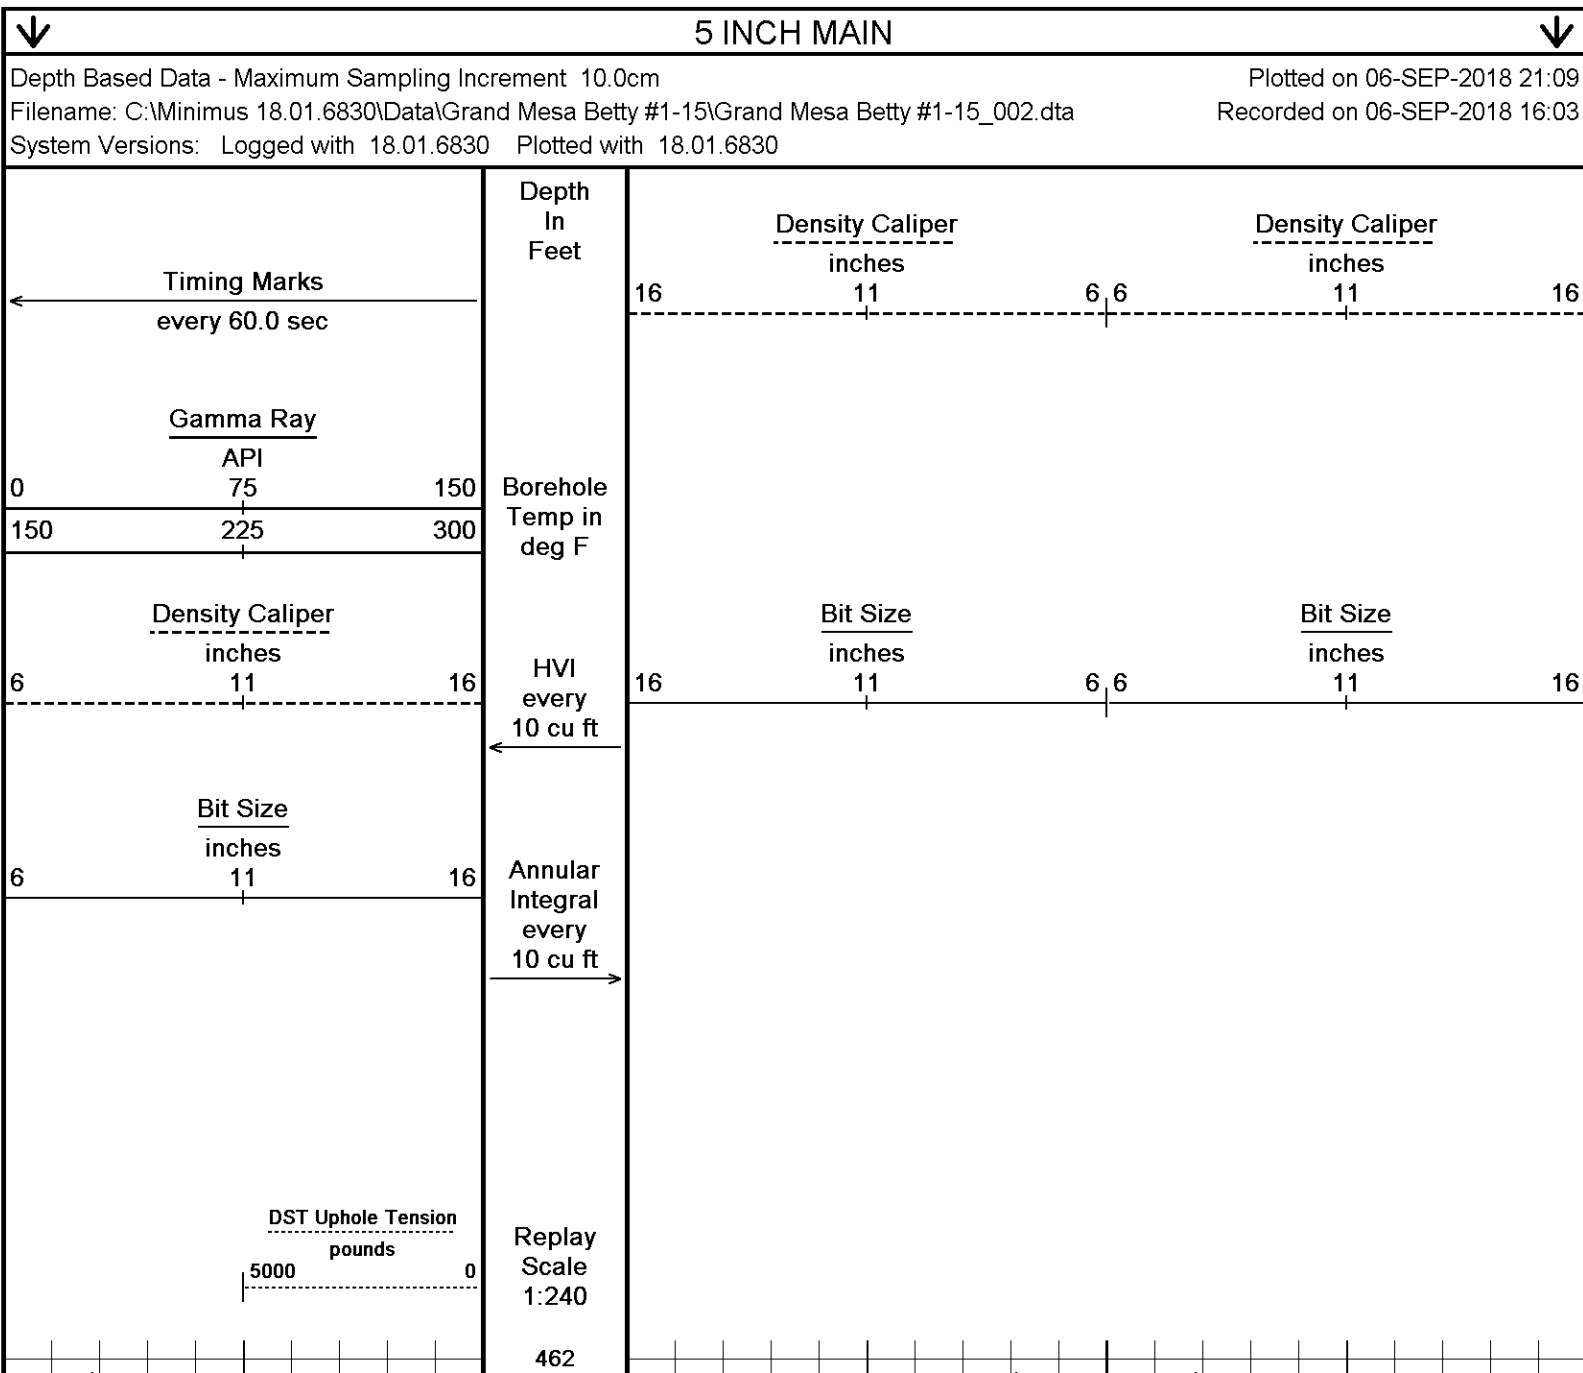 5 INCH MAIN
Depth Based Data - Maximum Sampling Increment 10.0cm
Plotted on 06-SEP-2018 21:09
Filename: C:\Minimus 18.01.6830\Data\Grand Mesa Betty #1-15\Grand Mesa Betty #1-15_002.dta
Recorded on 06-SEP-2018 16:03
System Versions: Logged with 18.01.6830 Plotted with 18.01.6830
Timing Marks
every 60.0 sec
Gamma Ray
API
0 75 150
150 225 300
Density Caliper
inches
6 11 16
Bit Size
inches
6 11 16
DST Uphole Tension
pounds
5000 0
Depth
In
Feet
Borehole
Temp in
deg F
HVI
every
10 cu ft
Annular
Integral
every
10 cu ft
Replay
Scale
1:240
462
Density Caliper
inches
16 11 6
Density Caliper
inches
6 11 16
Bit Size
inches
16 11 6
Bit Size
inches
6 11 16